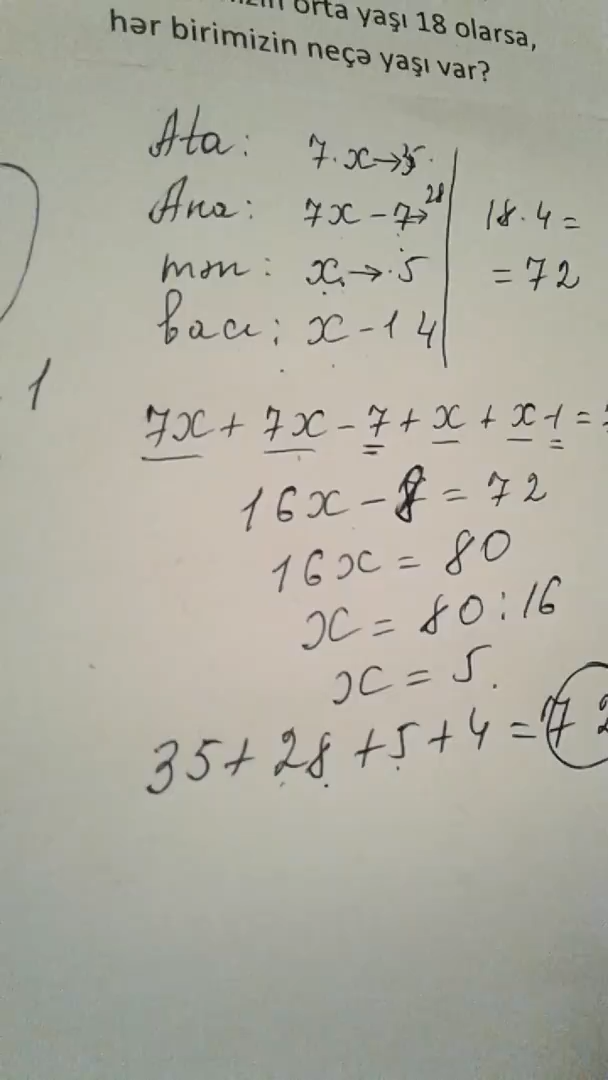 orta yaşı 18 olarsa,
hər birimizin neçə yaşı var?
Ata: 7·x→35
Ana: 7x-7→28
mən: x→5
bacı: x-1 4
18·4=
=72
1
7x+7x-7+x+x-1=
16x-8=72
16x=80
x=80:16
x=5.
35+28+5+4=72